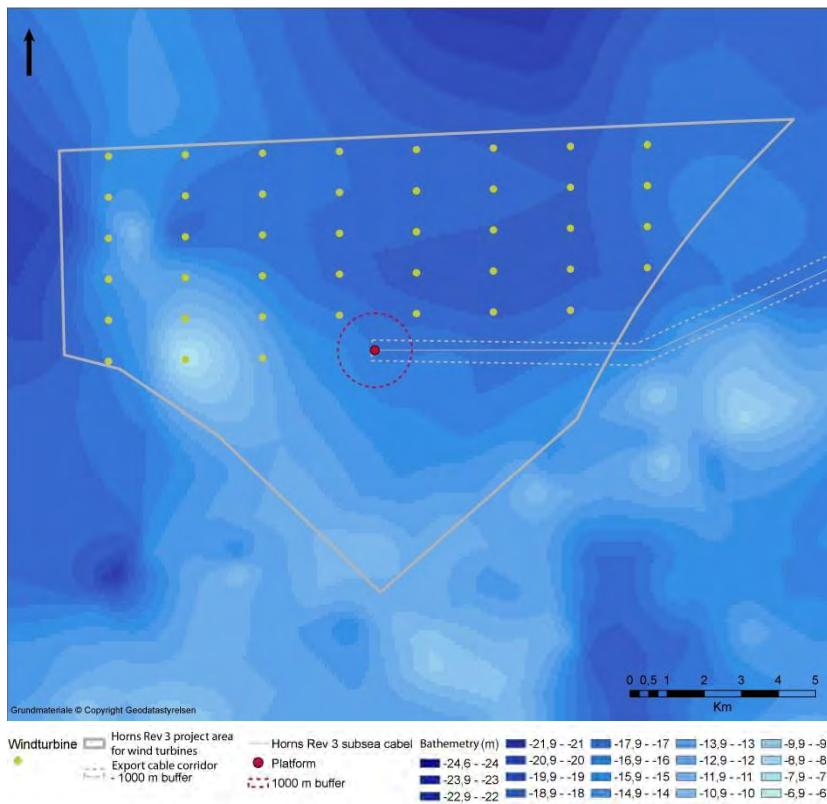 0 0,5 1 2 3 4 5
Km
Grundmateriale © Copyright Geodatastyrelsen
Windturbine
Horns Rev 3 project area
for wind turbines
Export cable corridor
- 1000 m buffer
Horns Rev 3 subsea cabel
Platform
1000 m buffer
Bathemetry (m)
-24,6 - -24
-23,9 - -23
-22,9 - -22
-21,9 - -21
-20,9 - -20
-19,9 - -19
-18,9 - -18
-17,9 - -17
-16,9 - -16
-15,9 - -15
-14,9 - -14
-13,9 - -13
-12,9 - -12
-11,9 - -11
-10,9 - -10
-9,9 - -9
-8,9 - -8
-7,9 - -7
-6,9 - -6